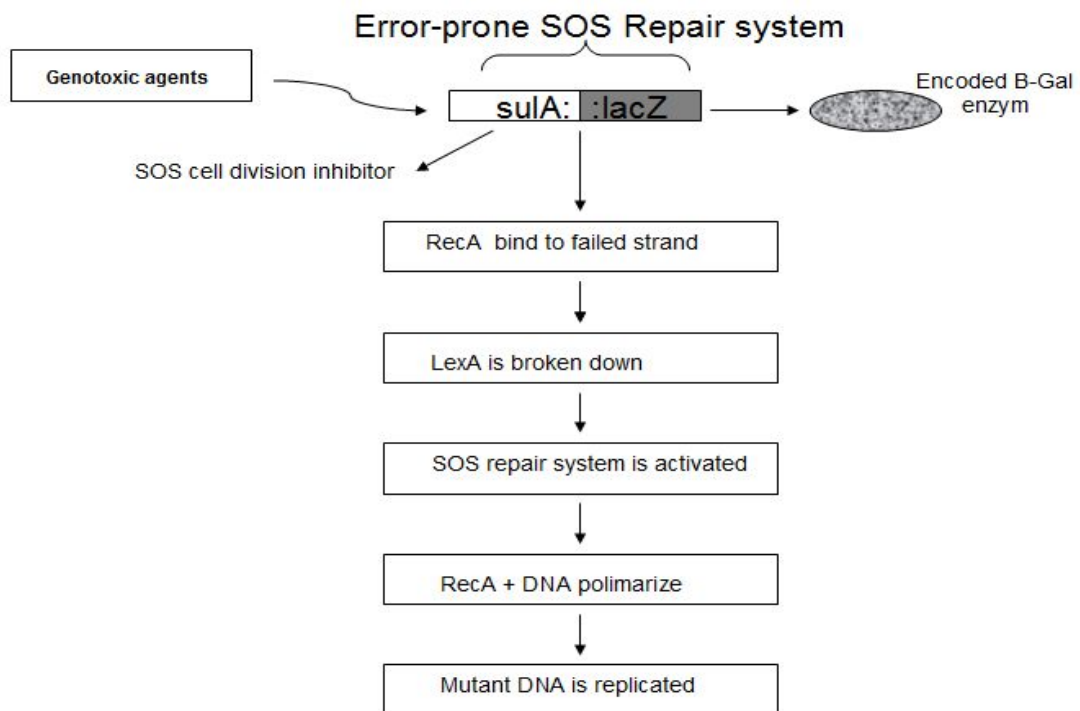 Error-prone SOS Repair system
Genotoxic agents
sulA: :lacZ
Encoded B-Gal
enzym
SOS cell division inhibitor
RecA bind to failed strand
LexA is broken down
SOS repair system is activated
RecA + DNA polimarize
Mutant DNA is replicated